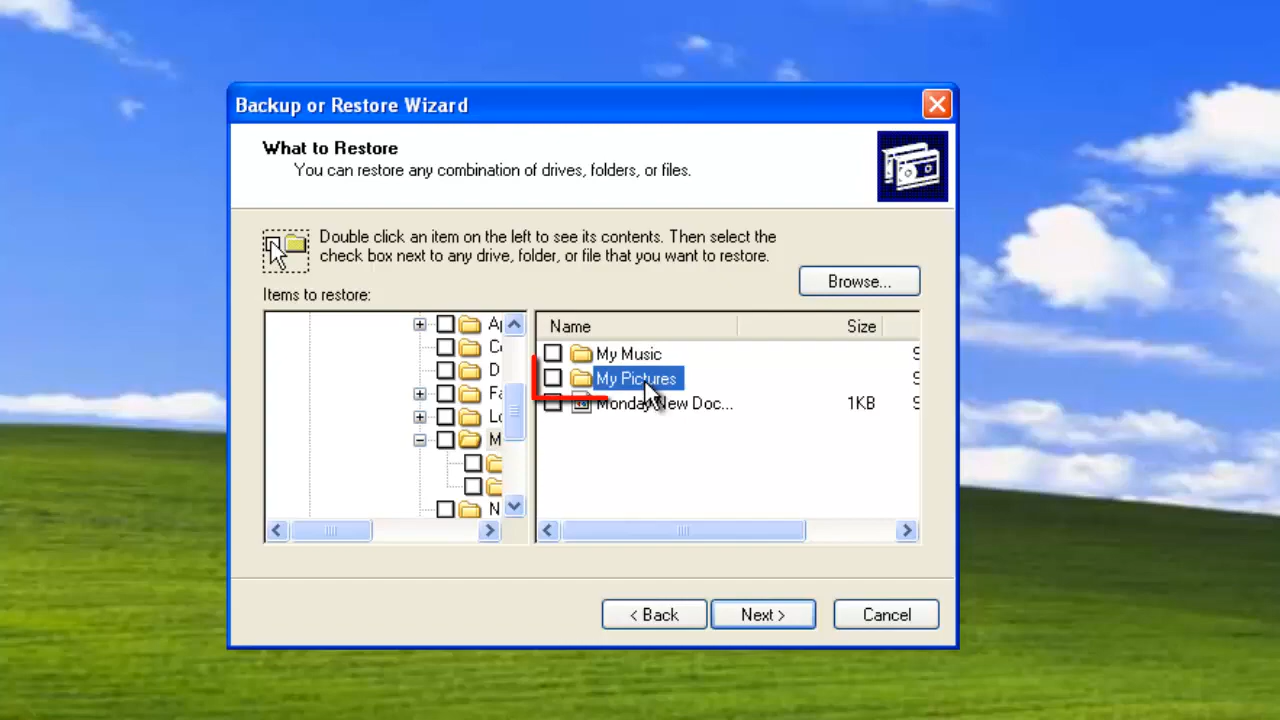 Backup or Restore Wizard
What to Restore
You can restore any combination of drives, folders, or files.
Double click an item on the left to see its contents. Then select the
check box next to any drive, folder, or file that you want to restore.
Browse...
Items to restore:
Name Size
My Music
My Pictures
Monday New Doc... 1KB
< Back Next > Cancel